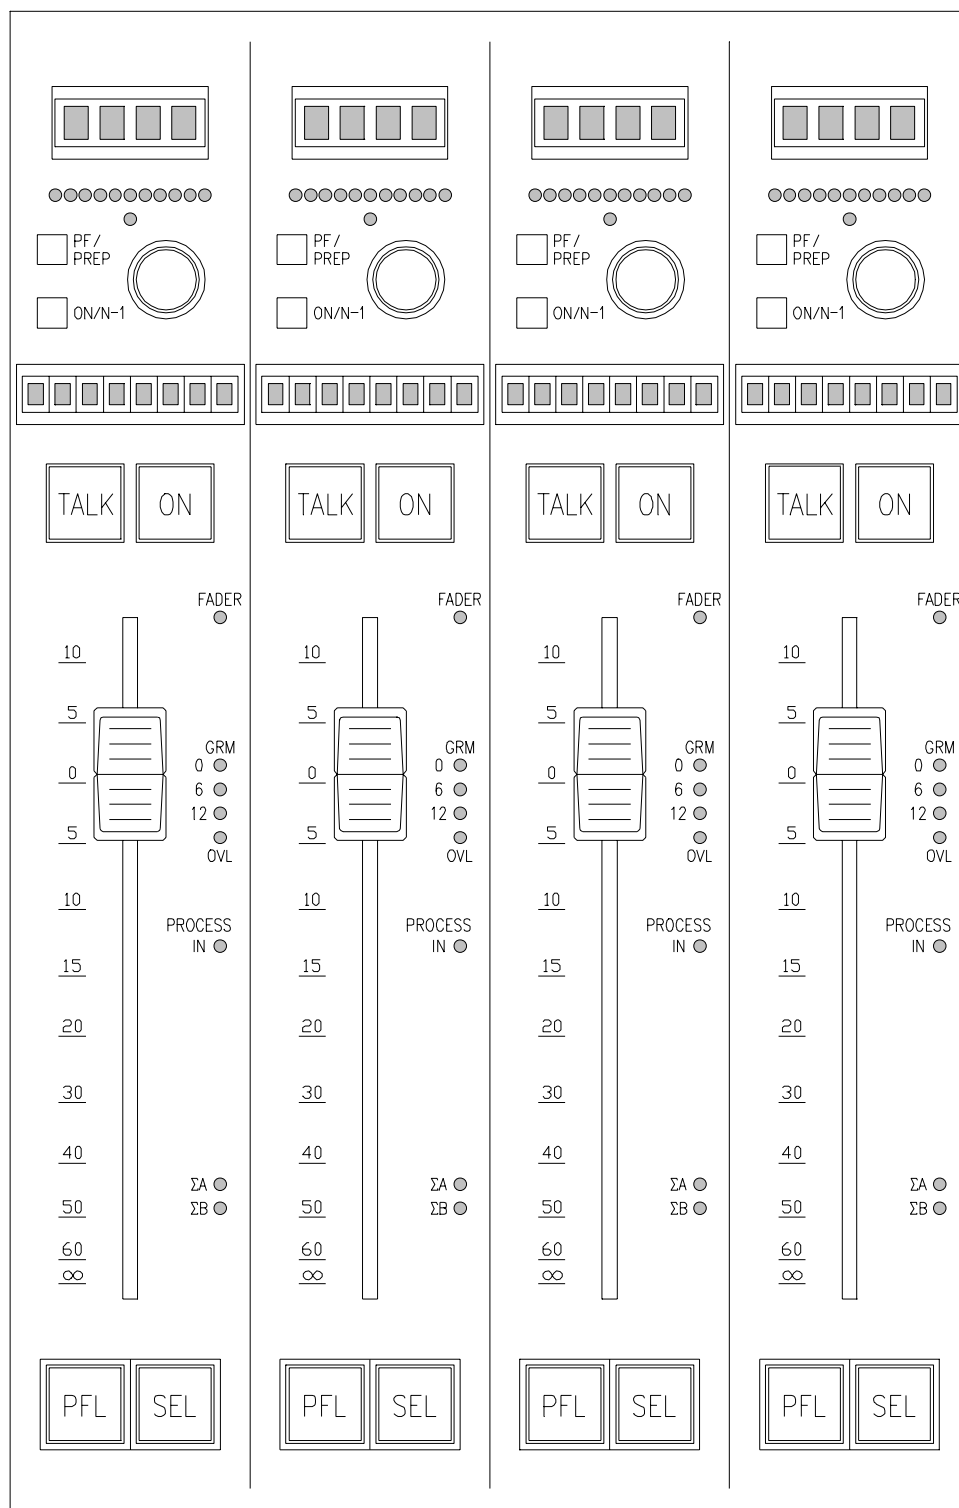 PF/
PREP
ON/N-1
TALK ON
FADER
10
5
GRM
0 0
6
12
5
OVL
10
PROCESS
IN
15
20
30
40
ΣA
50 ΣB
60
∞
PFL SEL
PF/
PREP
ON/N-1
TALK ON
FADER
10
5
GRM
0 0
6
12
5
OVL
10
PROCESS
IN
15
20
30
40
ΣA
50 ΣB
60
∞
PFL SEL
PF/
PREP
ON/N-1
TALK ON
FADER
10
5
GRM
0 0
6
12
5
OVL
10
PROCESS
IN
15
20
30
40
ΣA
50 ΣB
60
∞
PFL SEL
PF/
PREP
ON/N-1
TALK ON
FADER
10
5
GRM
0 0
6
12
5
OVL
10
PROCESS
IN
15
20
30
40
ΣA
50 ΣB
60
∞
PFL SEL